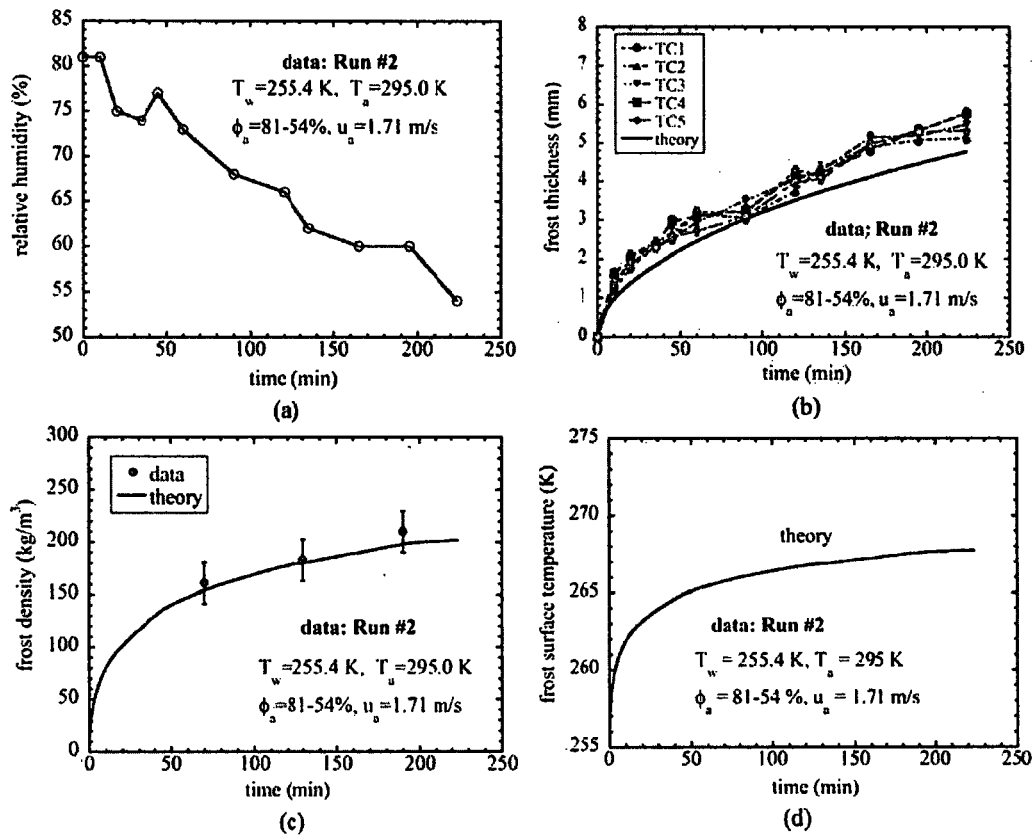 85
80
75
70
65
60
55
50
relative humidity (%)
data: Run #2
T_w=255.4 K, T_a=295.0 K
ϕ_a=81-54%, u_a=1.71 m/s
0 50 100 150 200 250
time (min)
(a)
8
7
6
5
4
3
2
1
0
frost thickness (mm)
TC1
TC2
TC3
TC4
TC5
theory
data; Run #2
T_w=255.4 K, T_a=295.0 K
ϕ_a=81-54%, u_a=1.71 m/s
0 50 100 150 200 250
time (min)
(b)
300
250
200
150
100
50
0
frost density (kg/m³)
data
theory
data: Run #2
T_w=255.4 K, T_a=295.0 K
ϕ_a=81-54%, u_a=1.71 m/s
0 50 100 150 200 250
time (min)
(c)
275
270
265
260
255
frost surface temperature (K)
theory
data: Run #2
T_w = 255.4 K, T_a = 295 K
ϕ_a = 81-54 %, u_a = 1.71 m/s
0 50 100 150 200 250
time (min)
(d)